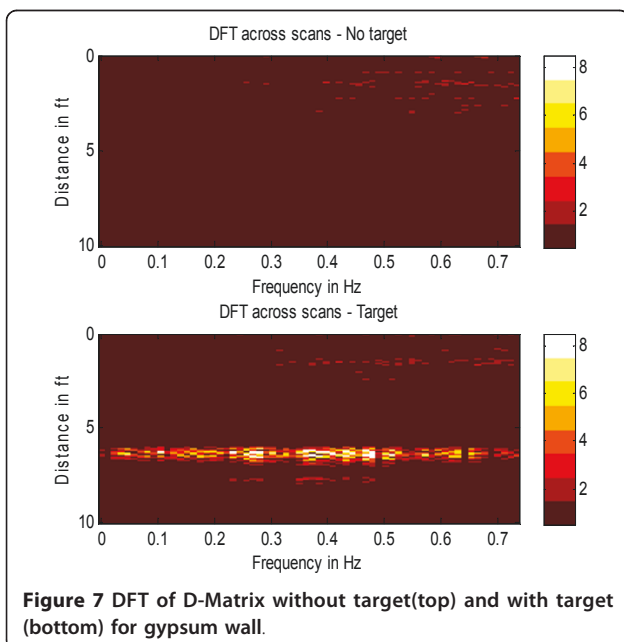 DFT across scans - No target
0
5
10
Distance in ft
0 0.1 0.2 0.3 0.4 0.5 0.6 0.7
Frequency in Hz
8
6
4
2
DFT across scans - Target
0
5
10
Distance in ft
0 0.1 0.2 0.3 0.4 0.5 0.6 0.7
Frequency in Hz
8
6
4
2
Figure 7 DFT of D-Matrix without target(top) and with target
(bottom) for gypsum wall.